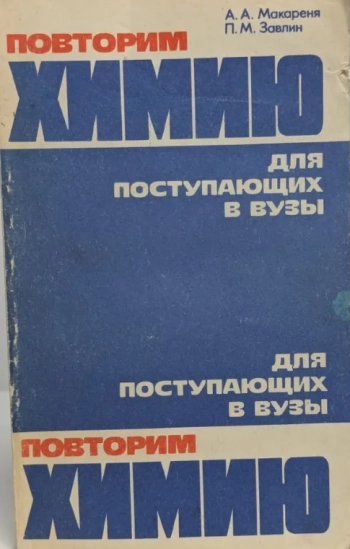 А. А. Макареня
П. М. Завлин
ПОВТОРИМ
ХИМИЮ
ДЛЯ
ПОСТУПАЮЩИХ
В ВУЗЫ
ДЛЯ
ПОСТУПАЮЩИХ
В ВУЗЫ
ПОВТОРИМ
ХИМИЮ